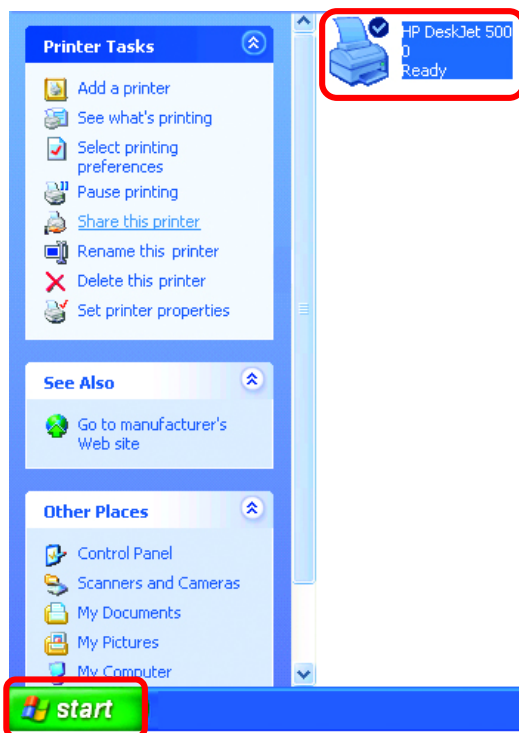 Printer Tasks
Add a printer
See what's printing
Select printing
preferences
Pause printing
Share this printer
Rename this printer
Delete this printer
Set printer properties
See Also
Go to manufacturer's
Web site
Other Places
Control Panel
Scanners and Cameras
My Documents
My Pictures
My Computer
HP DeskJet 500
0
Ready
start